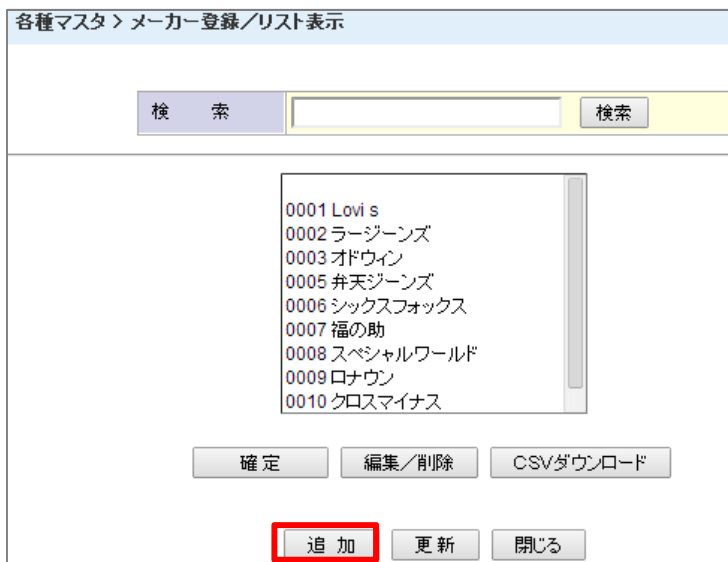 各種マスタ > メーカー登録／リスト表示
検　　索　　検索
0001 Lovi s
0002 ラージーンズ
0003 オドウィン
0005 弁天ジーンズ
0006 シックスフォックス
0007 福の助
0008 スペシャルワールド
0009 ロナウン
0010 クロスマイナス
確 定　　編集／削除　　CSVダウンロード
追 加　　更 新　　閉じる